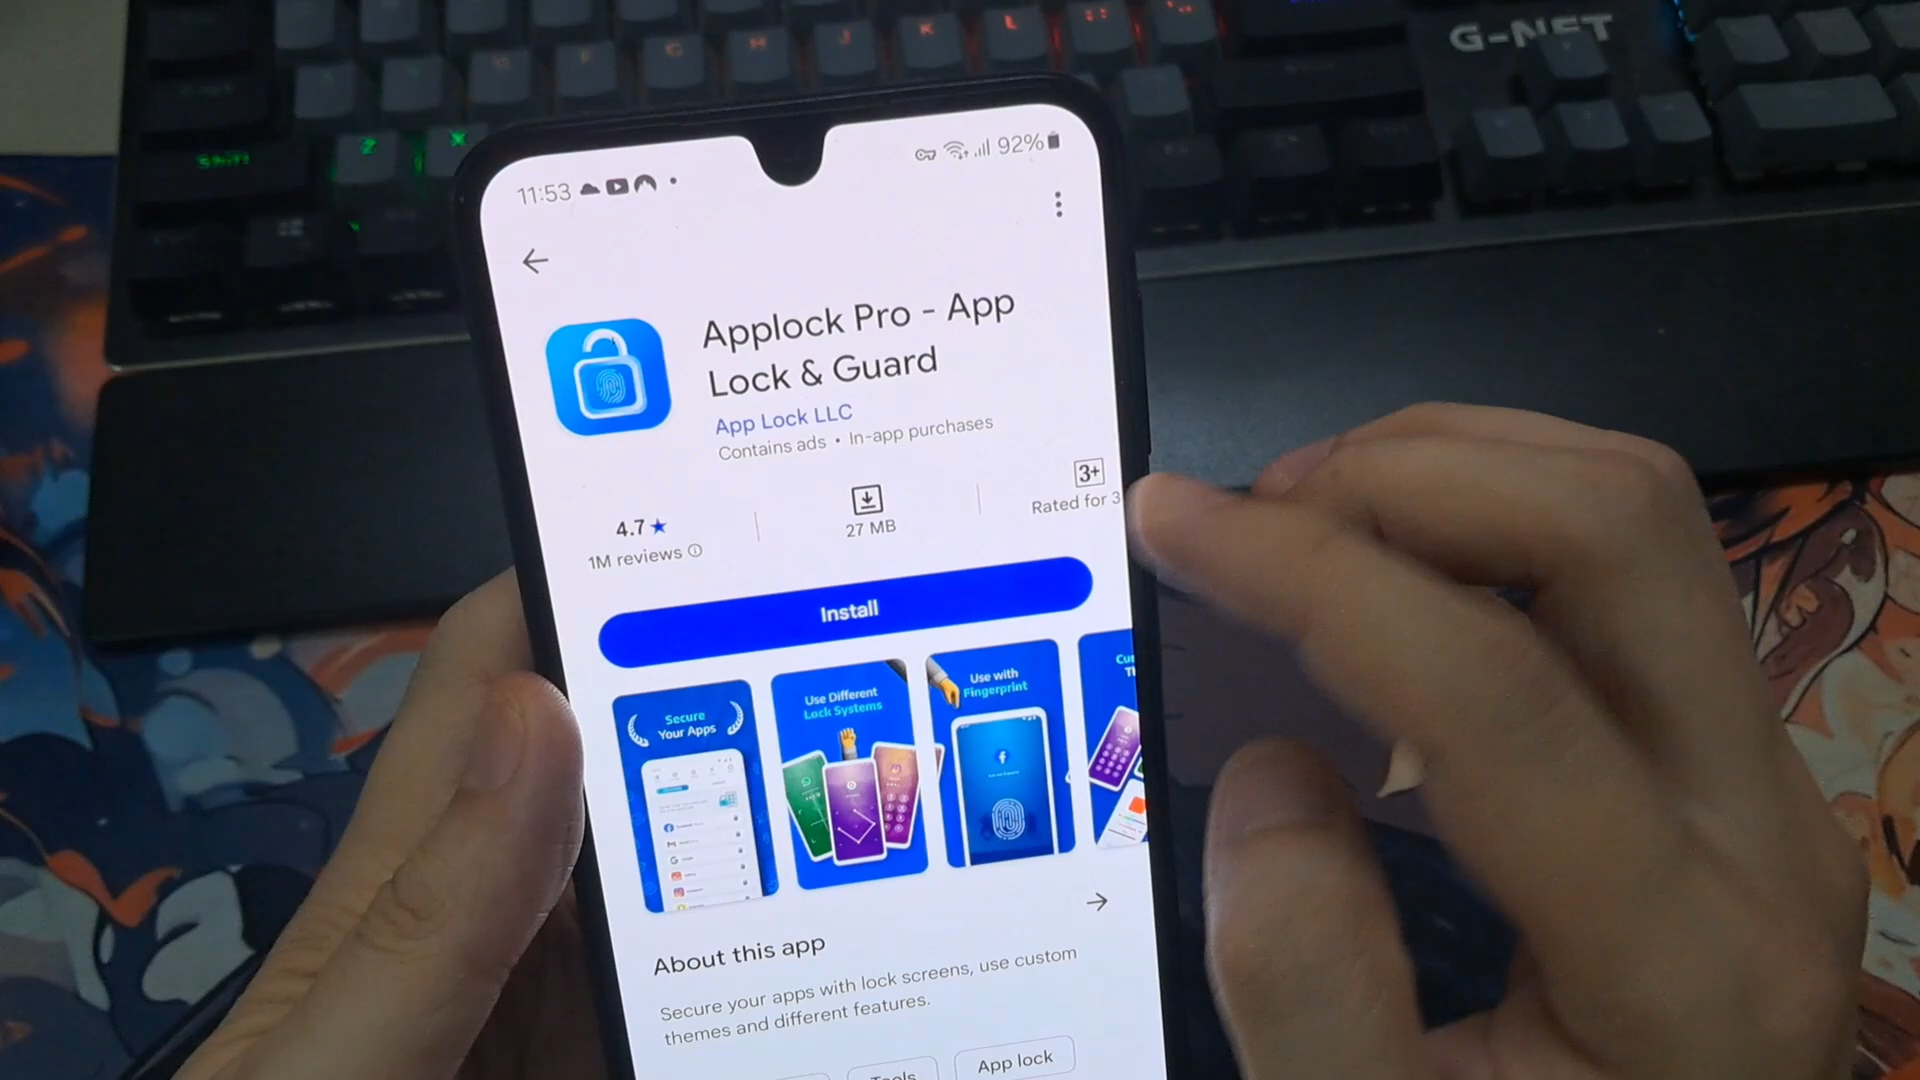 G-NET
K
L
J
H
G
Shift
Z
X
11:53
92%
Applock Pro - App
Lock & Guard
App Lock LLC
Contains ads • In-app purchases
4.7★
1M reviews
27 MB
3+
Rated for 3
Install
Secure
Your Apps
Use Different
Lock Systems
Use with
Fingerprint
About this app
Secure your apps with lock screens, use custom
themes and different features.
Tools
App lock